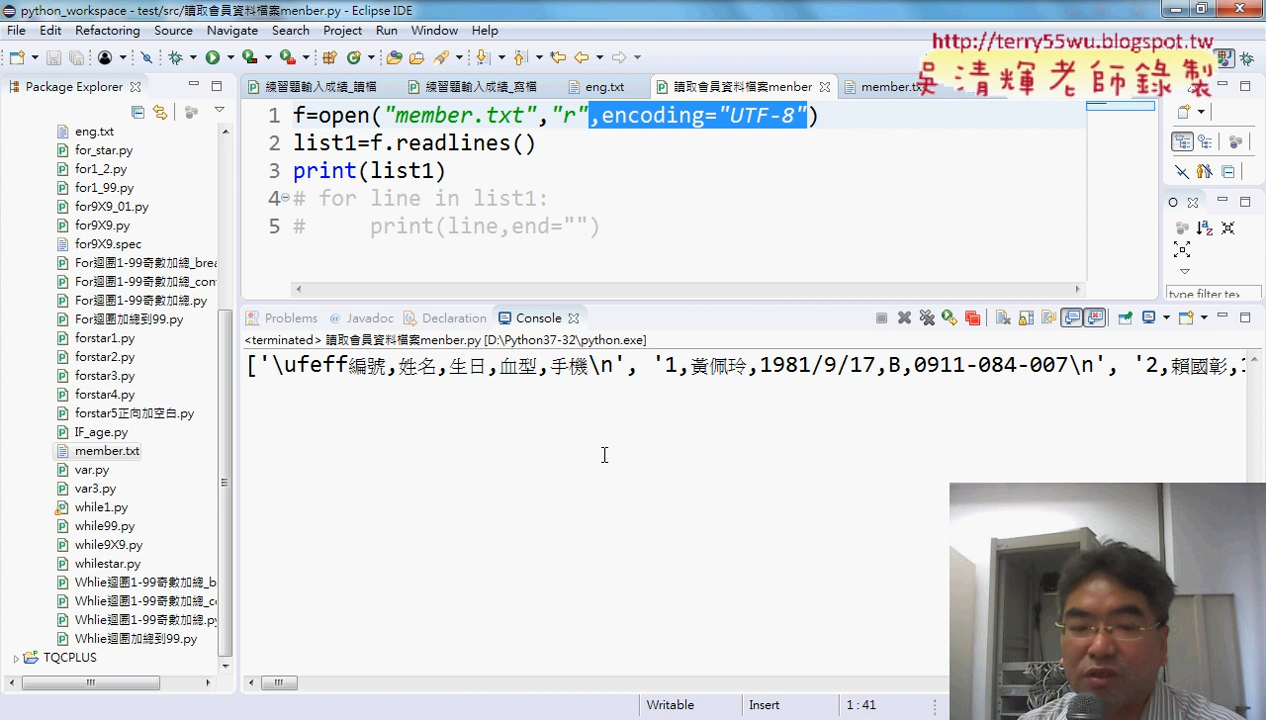 python_workspace - test/src/讀取會員資料檔案menber.py - Eclipse IDE
File Edit Refactoring Source Navigate Search Project Run Window Help
http://terry55wu.blogspot.tw
吳清輝老師錄製
Package Explorer
練習題輸入成績_讀檔
練習題輸入成績_寫檔
eng.txt
讀取會員資料檔案menber
member.tx
eng.txt
for_star.py
for1_2.py
for1_99.py
for9X9_01.py
for9X9.py
for9X9.spec
For迴圈1-99奇數加總_brea
For迴圈1-99奇數加總_con
For迴圈1-99奇數加總.py
For迴圈加總到99.py
forstar1.py
forstar2.py
forstar3.py
forstar4.py
forstar5正向加空白.py
IF_age.py
member.txt
var.py
var3.py
while1.py
while99.py
while9X9.py
whilestar.py
Whlie迴圈1-99奇數加總_b
Whlie迴圈1-99奇數加總_co
Whlie迴圈1-99奇數加總.py
Whlie迴圈加總到99.py
TQCPLUS
1 f=open("member.txt","r",encoding="UTF-8")
2 list1=f.readlines()
3 print(list1)
4 # for line in list1:
5 #     print(line,end="")
type filter te
Problems @ Javadoc Declaration Console
<terminated> 讀取會員資料檔案menber.py [D:\Python37-32\python.exe]
['\ufeff編號,姓名,生日,血型,手機\n', '1,黃佩玲,1981/9/17,B,0911-084-007\n', '2,賴國彰,1
Writable Insert 1 : 41